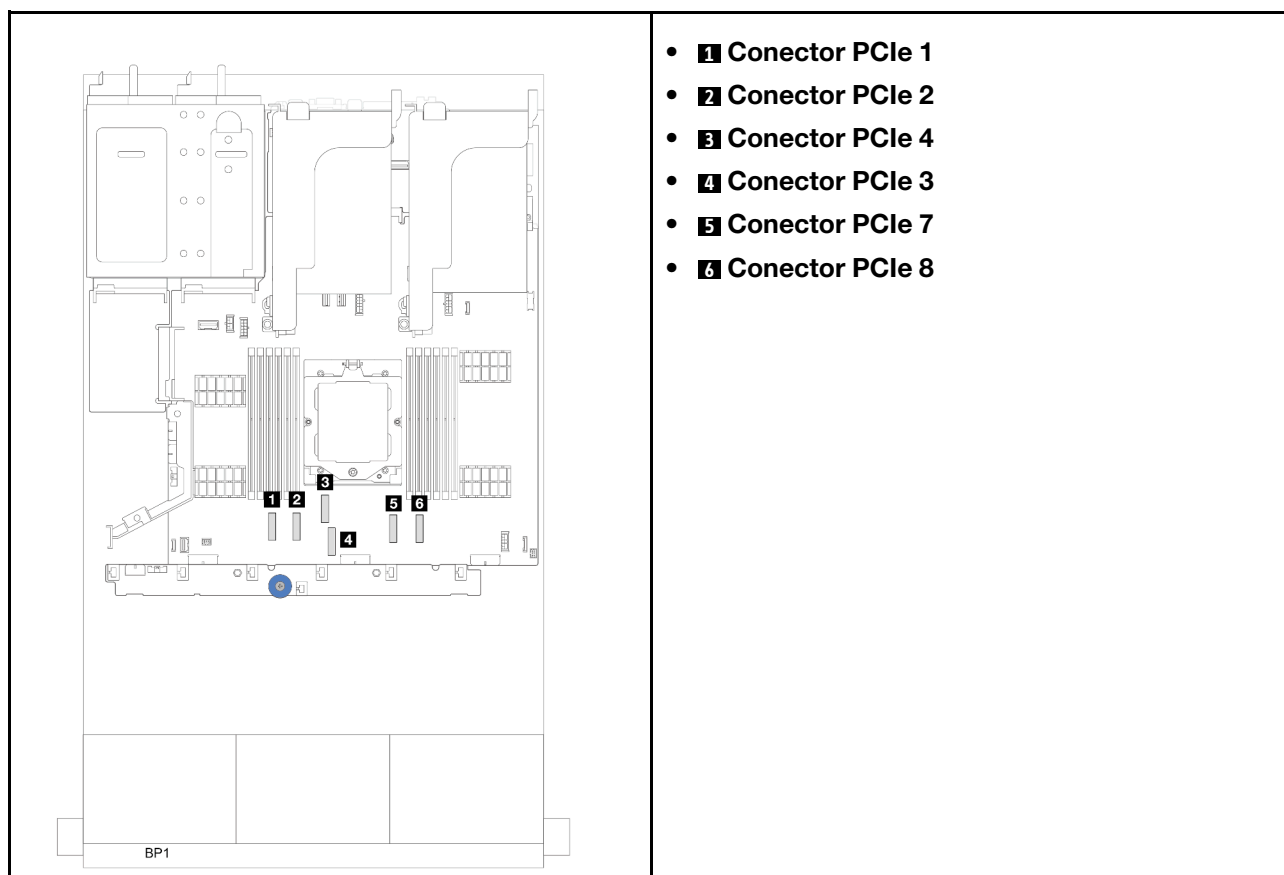 1 2 3 4 5 6
BP1
• 1 Conector PCIe 1
• 2 Conector PCIe 2
• 3 Conector PCIe 4
• 4 Conector PCIe 3
• 5 Conector PCIe 7
• 6 Conector PCIe 8